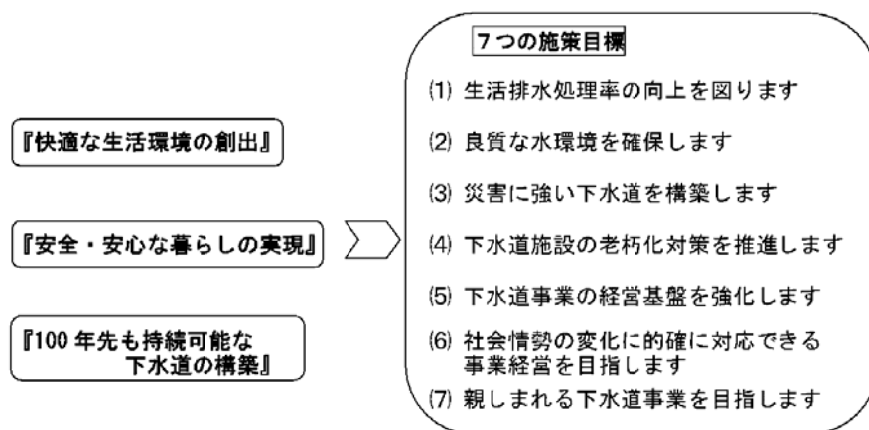 『快適な生活環境の創出』
『安全・安心な暮らしの実現』
『100年先も持続可能な
下水道の構築』
7つの施策目標
(1) 生活排水処理率の向上を図ります
(2) 良質な水環境を確保します
(3) 災害に強い下水道を構築します
(4) 下水道施設の老朽化対策を推進します
(5) 下水道事業の経営基盤を強化します
(6) 社会情勢の変化に的確に対応できる
事業経営を目指します
(7) 親しまれる下水道事業を目指します